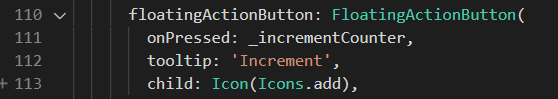 110 floatingActionButton: FloatingActionButton(
111 onPressed: _incrementCounter,
112 tooltip: 'Increment',
113 child: Icon(Icons.add),